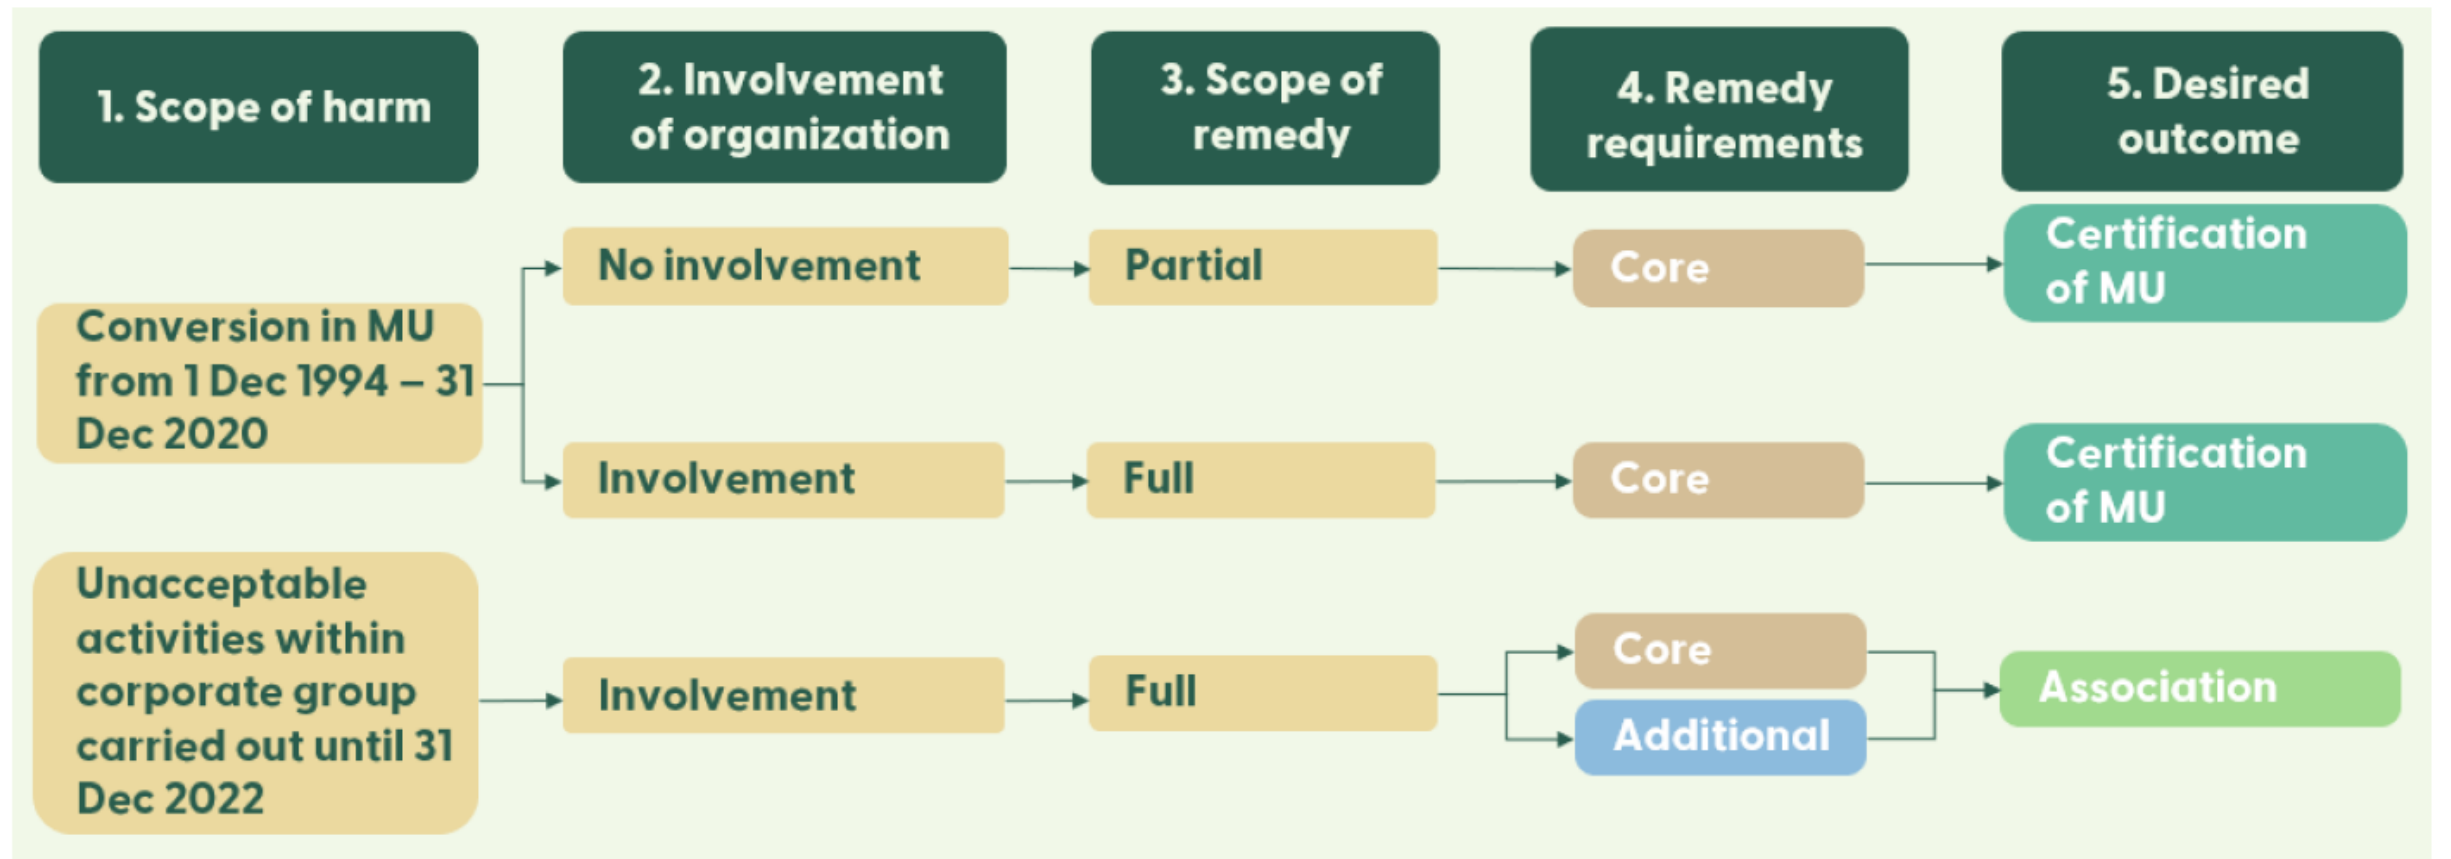 1. Scope of harm
2. Involvement
of organization
3. Scope of
remedy
4. Remedy
requirements
5. Desired
outcome
Conversion in MU
from 1 Dec 1994 – 31
Dec 2020
No involvement
Partial
Core
Certification
of MU
Involvement
Full
Core
Certification
of MU
Unacceptable
activities within
corporate group
carried out until 31
Dec 2022
Involvement
Full
Core
Additional
Association